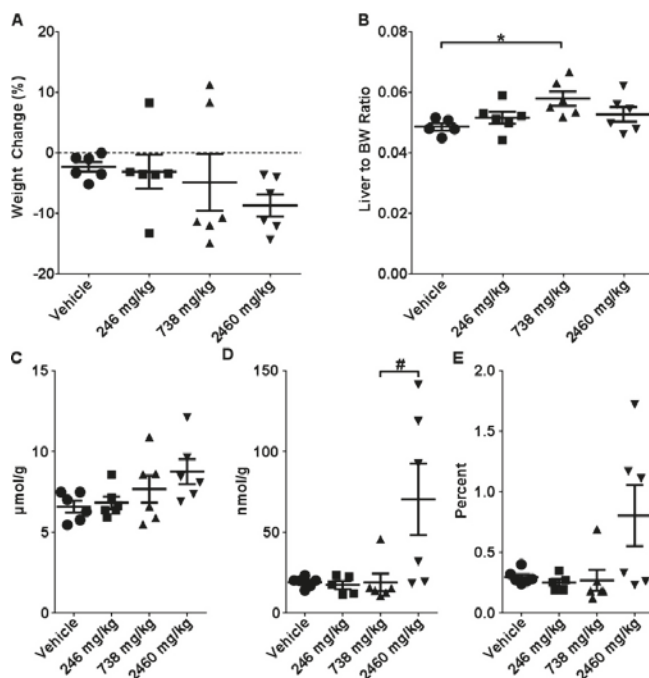 A
Weight Change (%)
20
10
0
-10
-20
Vehicle
246 mg/kg
738 mg/kg
2460 mg/kg
B
*
Liver to BW Ratio
0.08
0.06
0.04
0.02
0.00
Vehicle
246 mg/kg
738 mg/kg
2460 mg/kg
C
µmol/g
15
10
5
0
Vehicle
246 mg/kg
738 mg/kg
2460 mg/kg
D
#
nmol/g
150
100
50
0
Vehicle
246 mg/kg
738 mg/kg
2460 mg/kg
E
Percent
2.0
1.5
1.0
0.5
0.0
Vehicle
246 mg/kg
738 mg/kg
2460 mg/kg